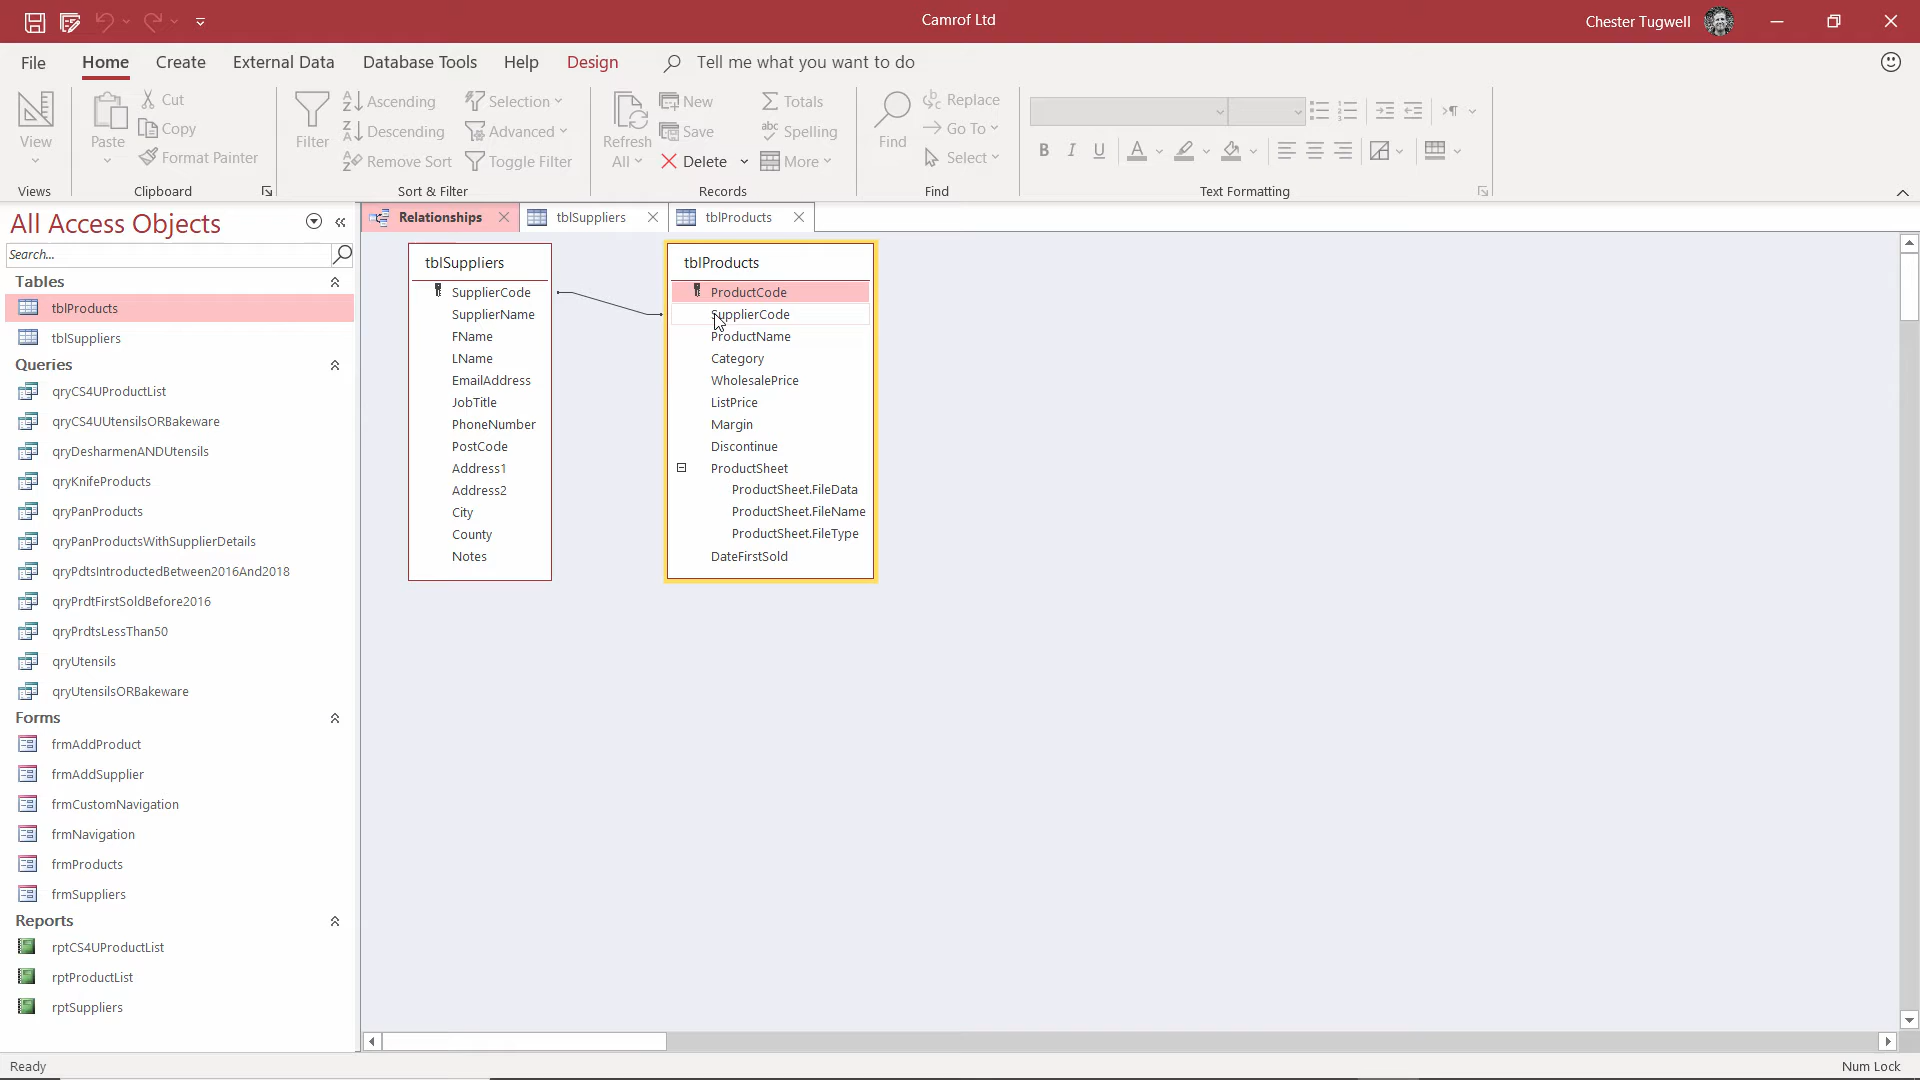 Camrof Ltd
Chester Tugwell
File
Home
Create
External Data
Database Tools
Help
Design
Tell me what you want to do
View
Paste
Cut
Copy
Format Painter
Filter
Ascending
Descending
Remove Sort
Selection
Advanced
Toggle Filter
Refresh
All
New
Save
Delete
Totals
Spelling
More
Find
Replace
Go To
Select
B I U
Views
Clipboard
Sort & Filter
Records
Find
Text Formatting
All Access Objects
Search...
Tables
tblProducts
tblSuppliers
Queries
qryCS4UProductList
qryCS4UUtensilsORBakeware
qryDesharmenANDUtensils
qryKnifeProducts
qryPanProducts
qryPanProductsWithSupplierDetails
qryPdtsIntroductedBetween2016And2018
qryPrdtFirstSoldBefore2016
qryPrdtsLessThan50
qryUtensils
qryUtensilsORBakeware
Forms
frmAddProduct
frmAddSupplier
frmCustomNavigation
frmNavigation
frmProducts
frmSuppliers
Reports
rptCS4UProductList
rptProductList
rptSuppliers
Relationships
tblSuppliers
tblProducts
tblSuppliers
SupplierCode
SupplierName
FName
LName
EmailAddress
JobTitle
PhoneNumber
PostCode
Address1
Address2
City
County
Notes
tblProducts
ProductCode
SupplierCode
ProductName
Category
WholesalePrice
ListPrice
Margin
Discontinue
ProductSheet
ProductSheet.FileData
ProductSheet.FileName
ProductSheet.FileType
DateFirstSold
Ready
Num Lock